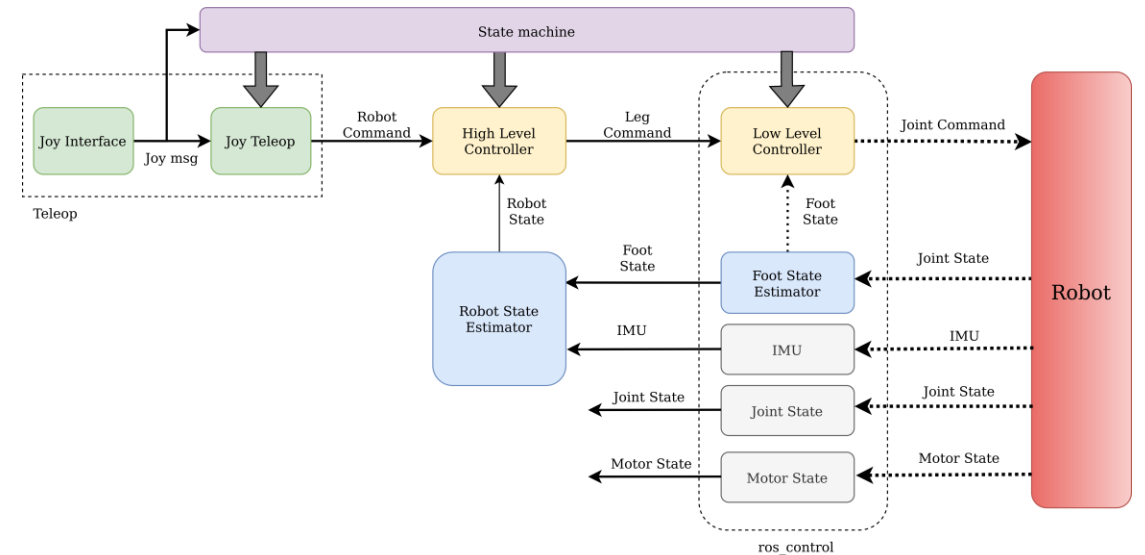 State machine
Joy Interface
Joy msg
Joy Teleop
Robot
Command
High Level
Controller
Leg
Command
Low Level
Controller
Joint Command
Teleop
Robot
State
Foot
State
Foot
State
Joint State
Robot State
Estimator
Foot State
Estimator
Robot
IMU
IMU
IMU
Joint State
Joint State
Joint State
Motor State
Motor State
Motor State
ros_control